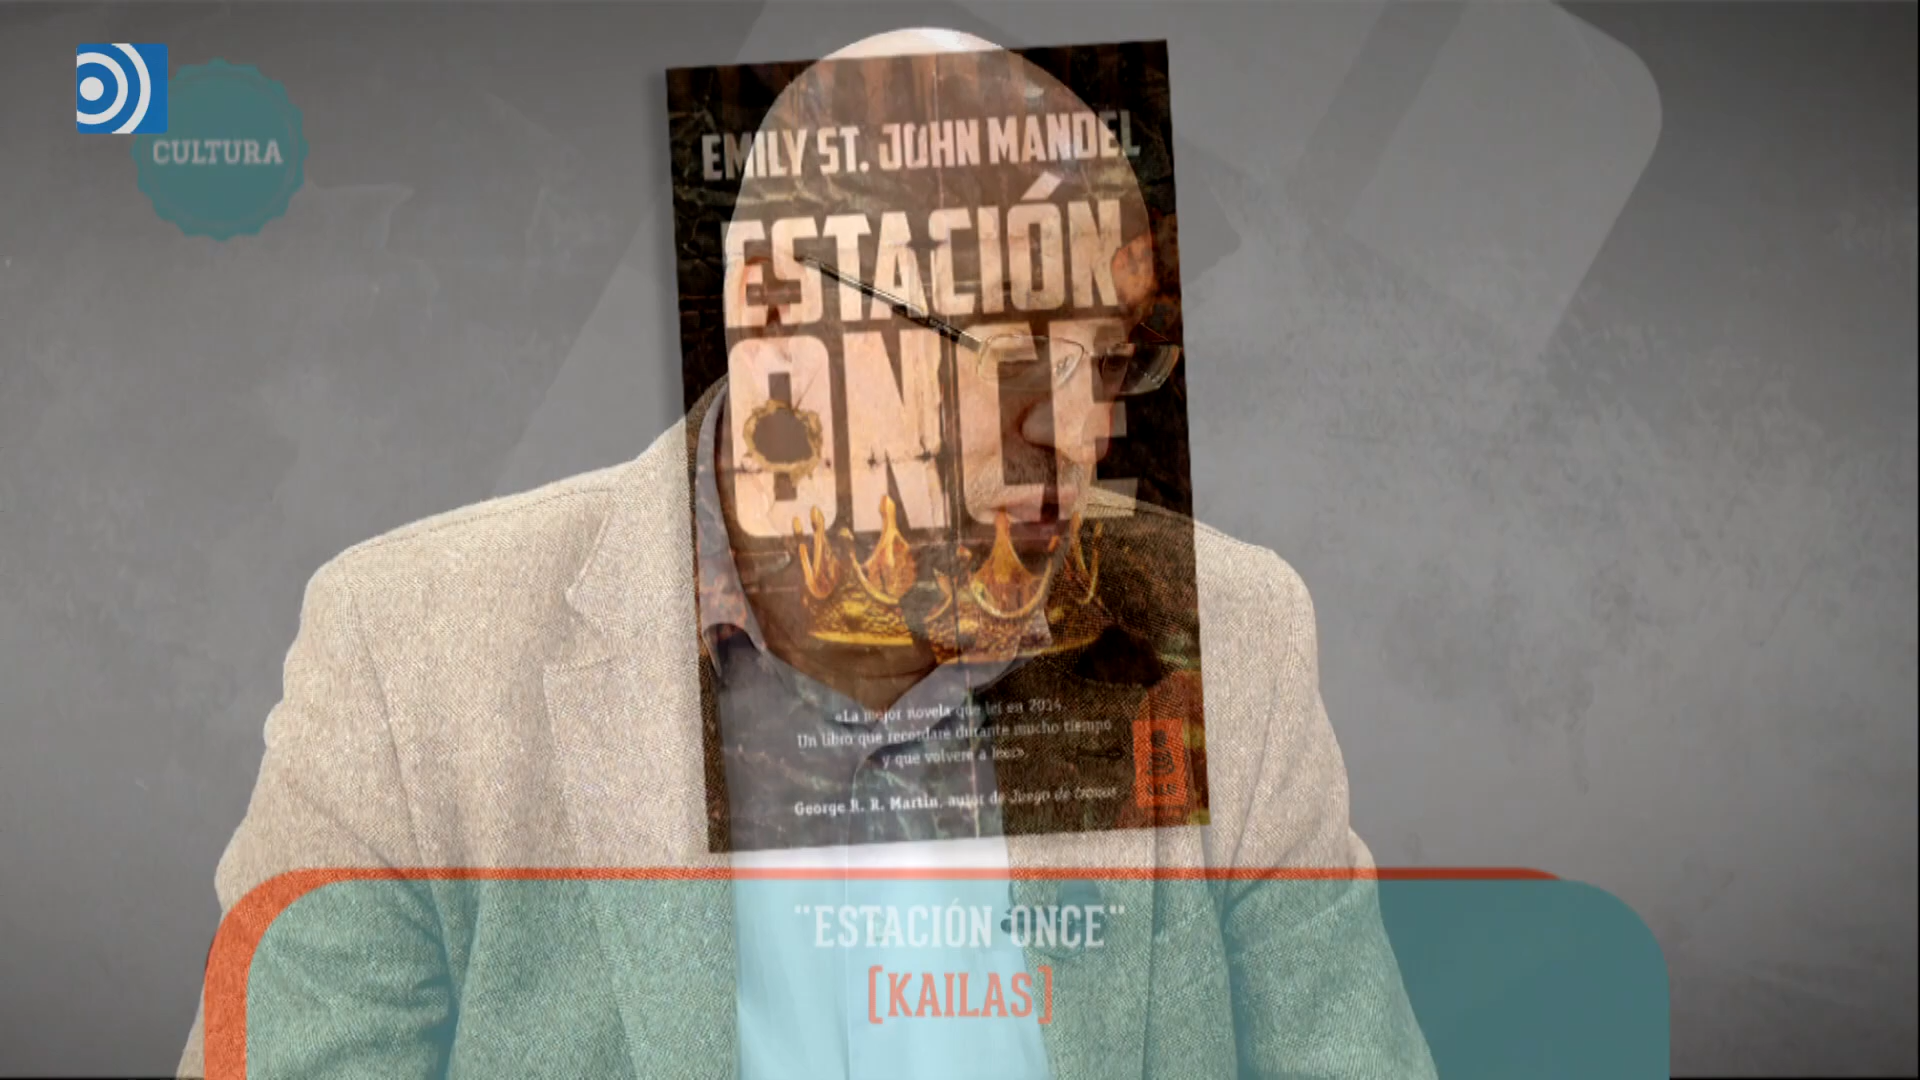 CULTURA
EMILY ST. JOHN MANDEL
ESTACIÓN
ONCE
«La mejor novela que leí en 2014.
Un libro que recordaré durante mucho tiempo
y que volveré a leer».
George R. R. Martin, autor de Juego de tronos
"ESTACIÓN ONCE"
[KAILAS]